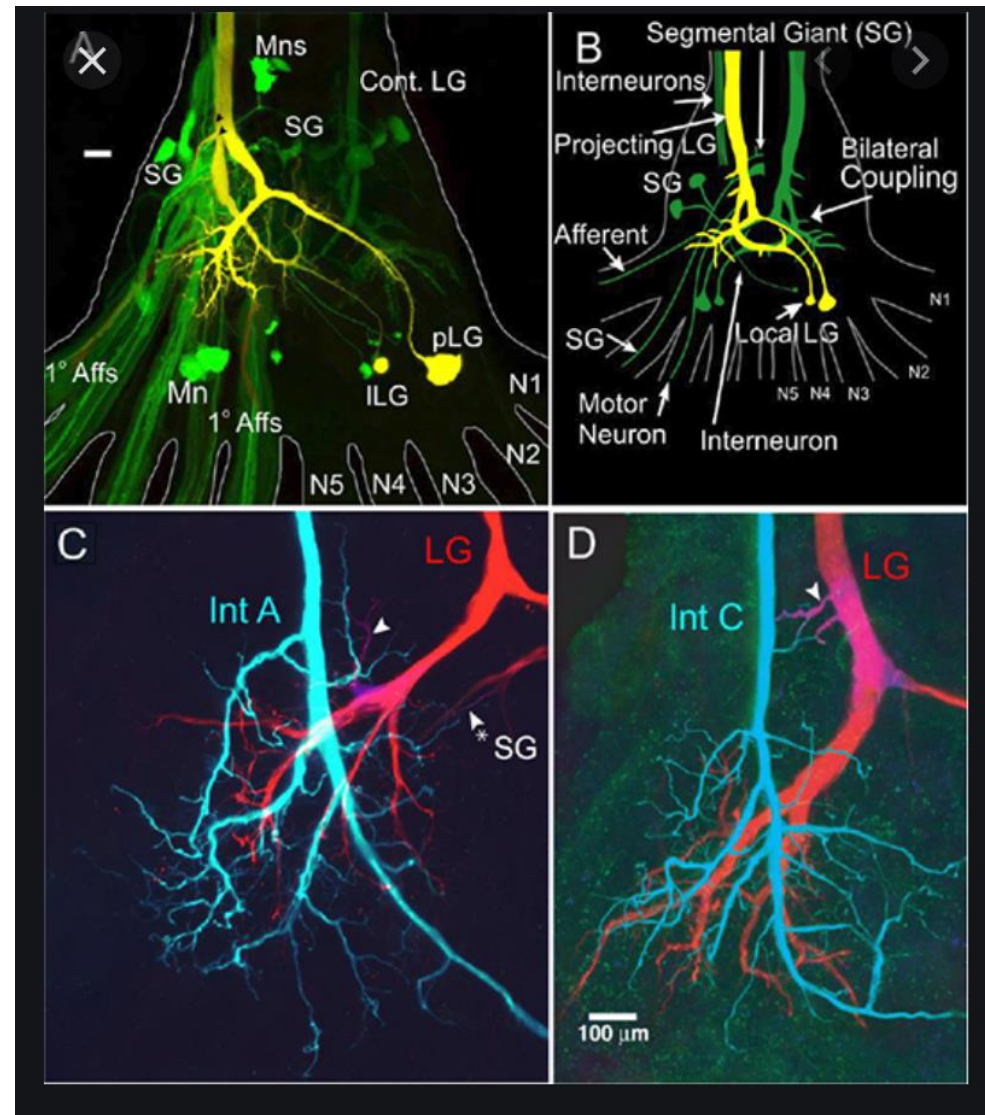 A
Mns
Cont. LG
SG
SG
pLG
1° Affs
Mn
lLG
1° Affs
N1
N2
N5
N4
N3
B
Segmental Giant (SG)
Interneurons
Projecting LG
Bilateral
Coupling
SG
Afferent
N1
Local LG
SG
N2
N5
N4
N3
Motor
Neuron
Interneuron
C
LG
Int A
* SG
D
LG
Int C
100 µm